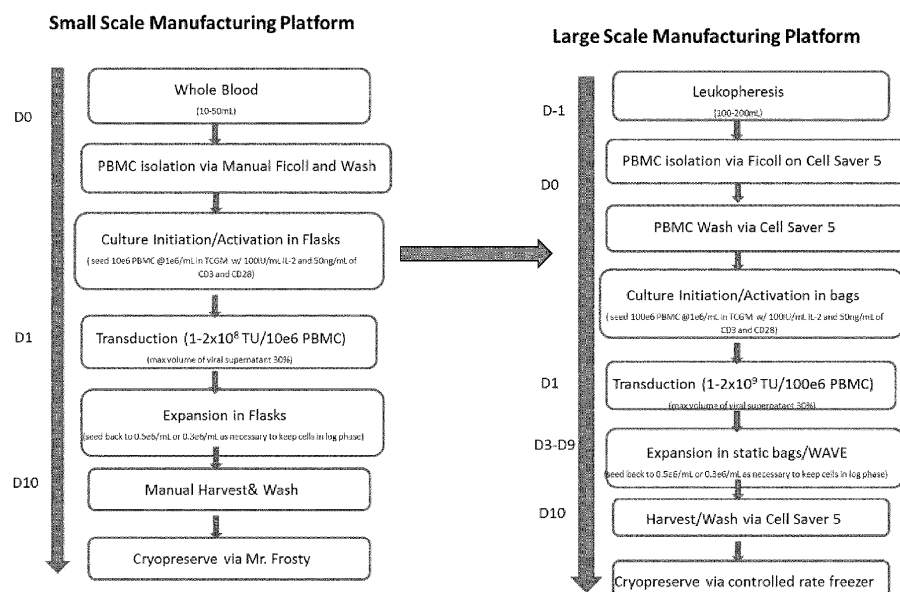 Small Scale Manufacturing Platform
D0
Whole Blood
(10-50mL)
PBMC isolation via Manual Ficoll and Wash
Culture Initiation/Activation in Flasks
( seed 10e6 PBMC @1e6/mL in TCGM w/ 100IU/mL IL-2 and 50ng/mL of
CD3 and CD28)
D1
Transduction (1-2x10⁸ TU/10e6 PBMC)
(max volume of viral supernatant 30%)
Expansion in Flasks
(seed back to 0.5e6/mL or 0.3e6/mL as necessary to keep cells in log phase)
D10
Manual Harvest& Wash
Cryopreserve via Mr. Frosty
Large Scale Manufacturing Platform
D-1
Leukopheresis
(100-200mL)
PBMC isolation via Ficoll on Cell Saver 5
D0
PBMC Wash via Cell Saver 5
Culture Initiation/Activation in bags
( seed 100e6 PBMC @1e6/mL in TCGM w/ 100IU/mL IL-2 and 50ng/mL of
CD3 and CD28)
D1
Transduction (1-2x10⁹ TU/100e6 PBMC)
(max volume of viral supernatant 30%)
D3-D9
Expansion in static bags/WAVE
(seed back to 0.5e6/mL or 0.3e6/mL as necessary to keep cells in log phase)
D10
Harvest/Wash via Cell Saver 5
Cryopreserve via controlled rate freezer